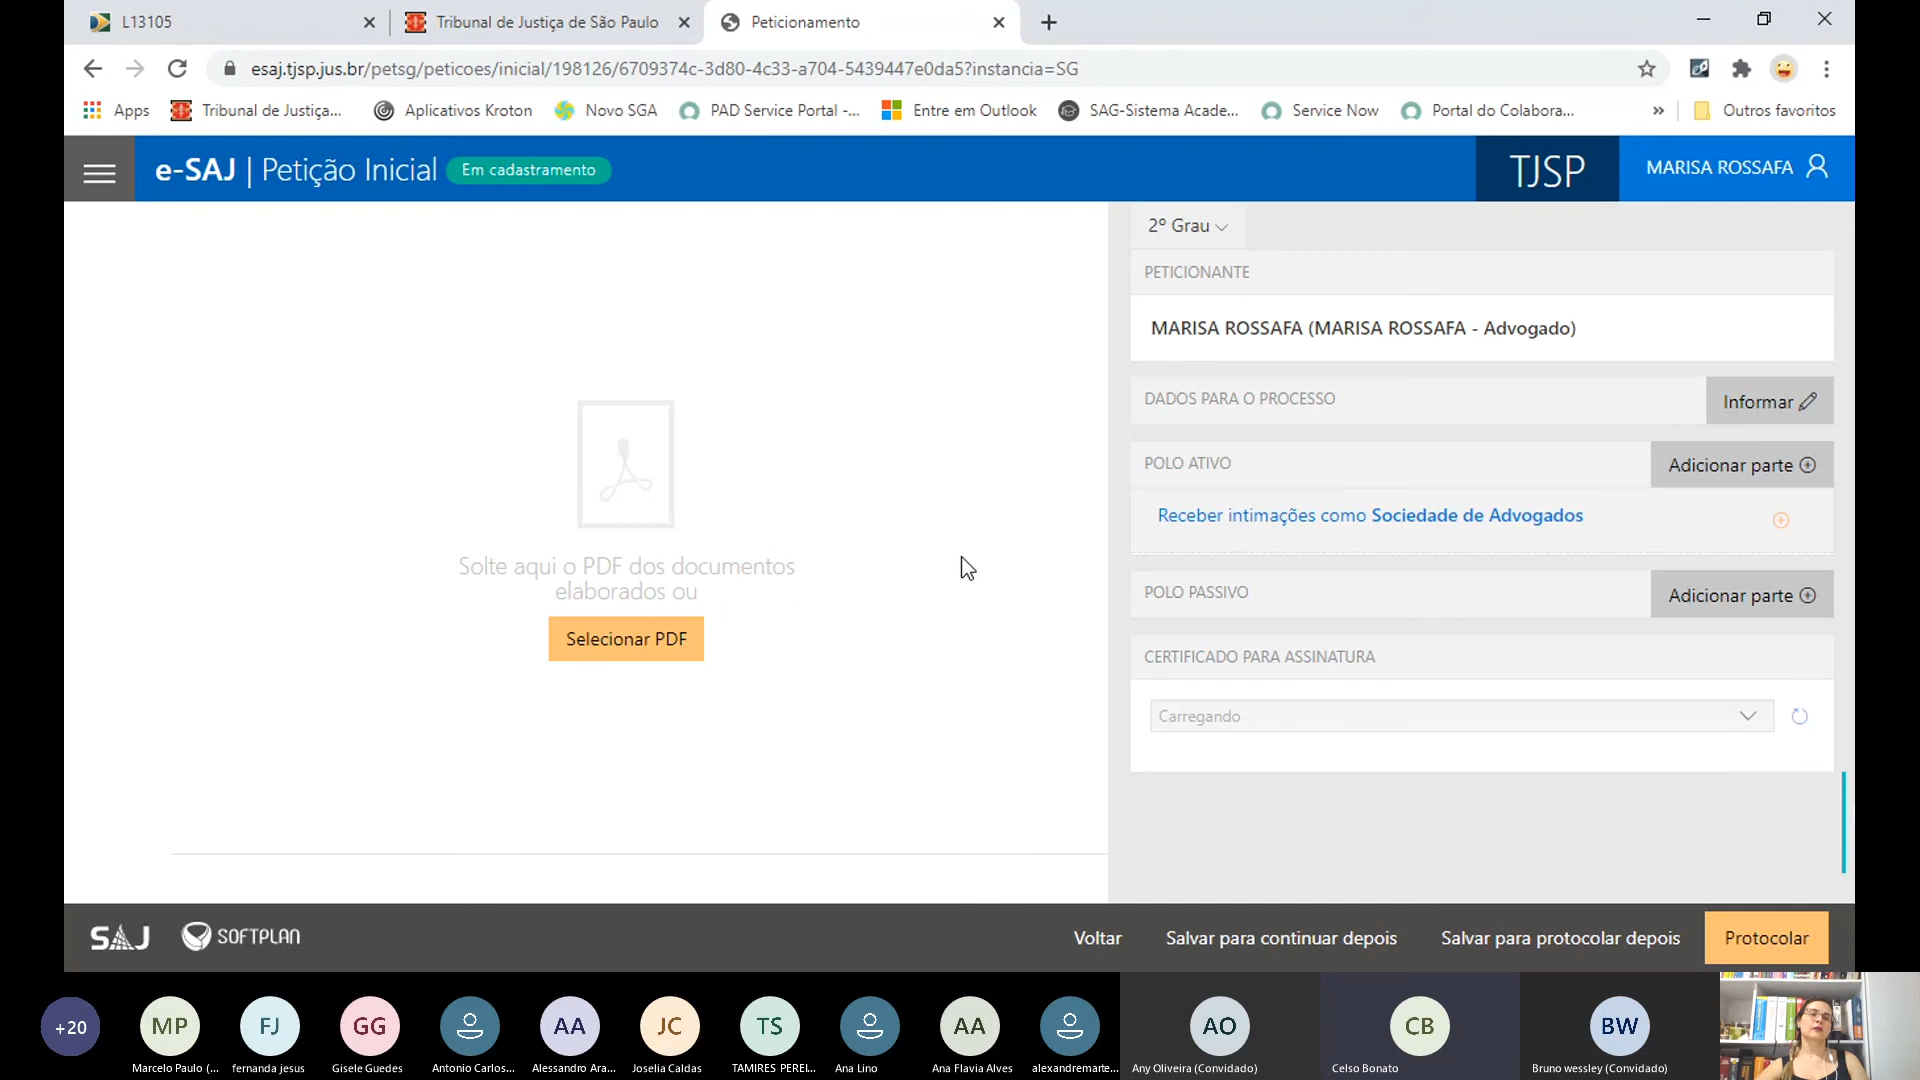 L13105
Tribunal de Justiça de São Paulo
Peticionamento
esaj.tjsp.jus.br/petsg/peticoes/inicial/198126/6709374c-3d80-4c33-a704-5439447e0da5?instancia=SG
Apps
Tribunal de Justiça...
Aplicativos Kroton
Novo SGA
PAD Service Portal -...
Entre em Outlook
SAG-Sistema Acade...
Service Now
Portal do Colabora...
»
Outros favoritos
e-SAJ | Petição Inicial
Em cadastramento
TJSP
MARISA ROSSAFA
2º Grau
PETICIONANTE
MARISA ROSSAFA (MARISA ROSSAFA - Advogado)
DADOS PARA O PROCESSO
Informar
POLO ATIVO
Adicionar parte
Receber intimações como Sociedade de Advogados
POLO PASSIVO
Adicionar parte
CERTIFICADO PARA ASSINATURA
Carregando
Solte aqui o PDF dos documentos
elaborados ou
Selecionar PDF
SAJ
SOFTPLAN
Voltar
Salvar para continuar depois
Salvar para protocolar depois
Protocolar
+20
MP
FJ
GG
AA
JC
TS
AA
AO
CB
BW
Marcelo Paulo (...
fernanda jesus
Gisele Guedes
Antonio Carlos...
Alessandro Ara...
Joselia Caldas
TAMIRES PEREI...
Ana Lino
Ana Flavia Alves
alexandremarte...
Any Oliveira (Convidado)
Celso Bonato
Bruno wessley (Convidado)